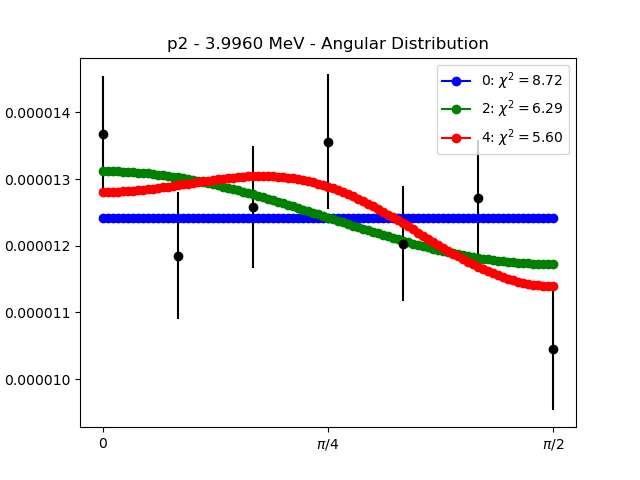 p2 - 3.9960 MeV - Angular Distribution
0: χ² = 8.72
2: χ² = 6.29
4: χ² = 5.60
0.000014
0.000013
0.000012
0.000011
0.000010
0
π/4
π/2